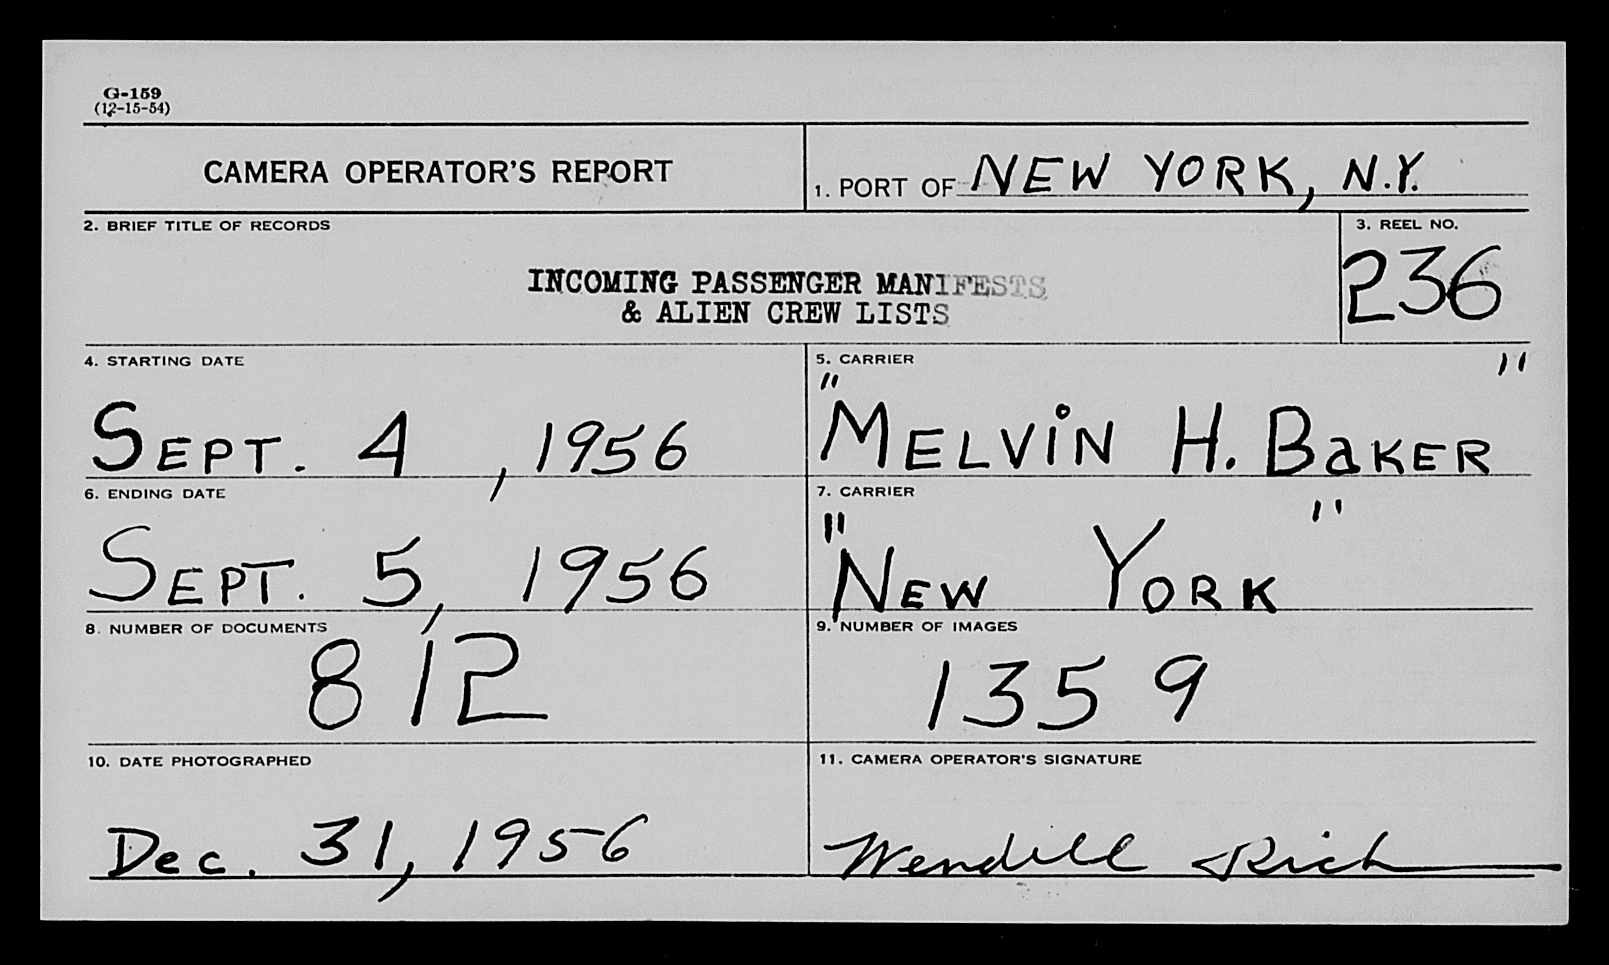 G-159
(12-15-54)
CAMERA OPERATOR'S REPORT
1. PORT OF NEW YORK, N.Y.
2. BRIEF TITLE OF RECORDS
INCOMING PASSENGER MANIFESTS
& ALIEN CREW LISTS
3. REEL NO.
236
4. STARTING DATE
SEPT. 4, 1956
5. CARRIER
"MELVIN H. BAKER"
6. ENDING DATE
SEPT. 5, 1956
7. CARRIER
"NEW YORK"
8. NUMBER OF DOCUMENTS
812
9. NUMBER OF IMAGES
1359
10. DATE PHOTOGRAPHED
Dec. 31, 1956
11. CAMERA OPERATOR'S SIGNATURE
Wendell Rich